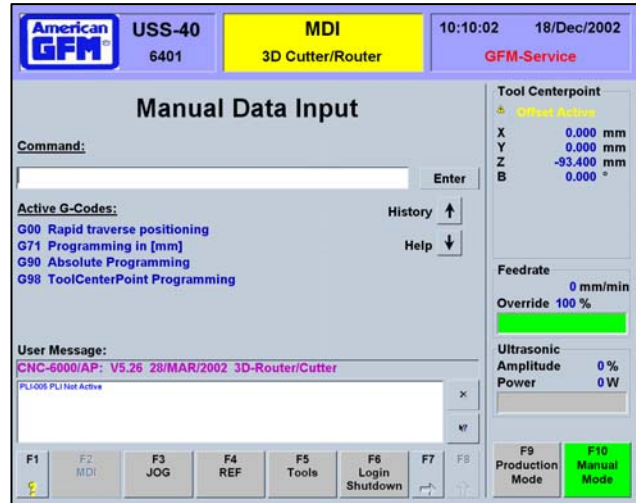 American GFM®
USS-40
6401
MDI
3D Cutter/Router
10:10:02 18/Dec/2002
GFM-Service
Manual Data Input
Command:
Enter
Active G-Codes:
G00 Rapid traverse positioning
G71 Programming in [mm]
G90 Absolute Programming
G98 ToolCenterPoint Programming
History
Help
User Message:
CNC-6000/AP: V5.26 28/MAR/2002 3D-Router/Cutter
PLI-005 PLI Not Active
Tool Centerpoint
Offset Active
X 0.000 mm
Y 0.000 mm
Z -93.400 mm
B 0.000 °
Feedrate
0 mm/min
Override 100 %
Ultrasonic
Amplitude 0 %
Power 0 W
F1
F2 MDI
F3 JOG
F4 REF
F5 Tools
F6 Login Shutdown
F7
F8
F9 Production Mode
F10 Manual Mode